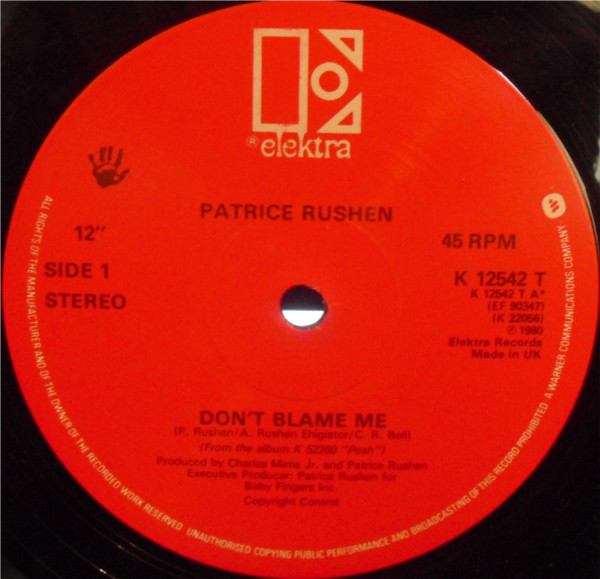 ® elektra
PATRICE RUSHEN
12"
45 RPM
SIDE 1
STEREO
K 12542 T
K 12542 T A*
(EF 90347)
(K 22056)
℗ 1980
Elektra Records
Made in UK
DON'T BLAME ME
(P. Rushen/A. Rushen Ehigiator/C. R. Bell)
(From the album K 52260 "Posh")
Produced by Charles Mims Jr. and Patrice Rushen
Executive Producer: Patrice Rushen for
Baby Fingers Inc.
Copyright Control
ALL RIGHTS OF THE MANUFACTURER AND OF THE OWNER OF THE RECORDED WORK RESERVED. UNAUTHORISED COPYING PUBLIC PERFORMANCE AND BROADCASTING OF THIS RECORD PROHIBITED. A WARNER COMMUNICATIONS COMPANY